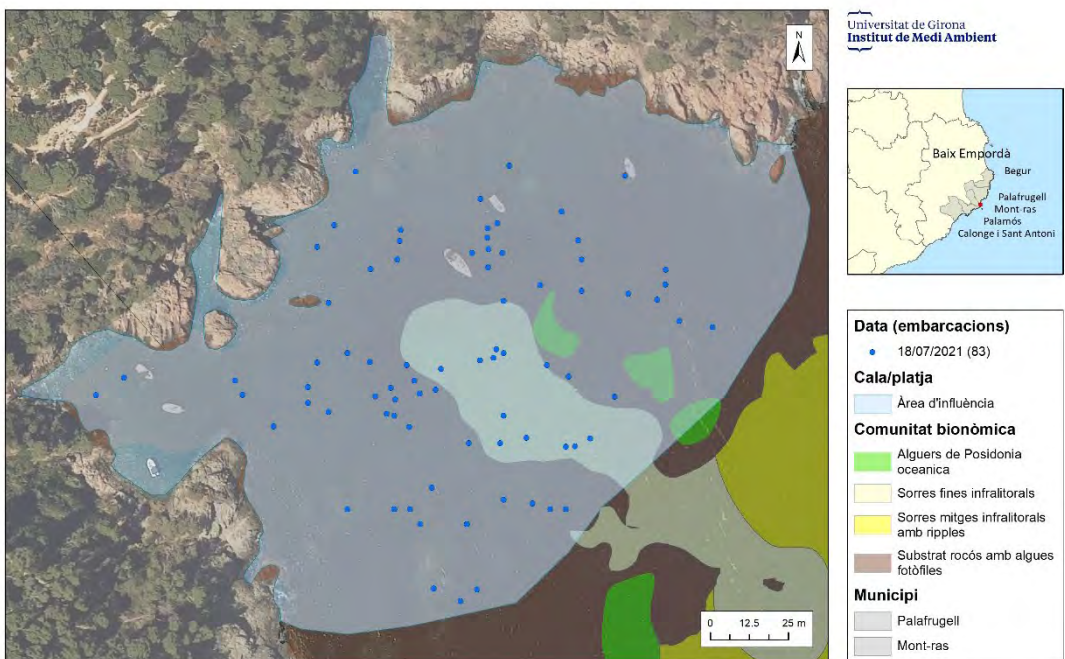 N
0 12.5 25 m
Universitat de Girona
Institut de Medi Ambient
Baix Empordà
Begur
Palafrugell
Mont-ras
Palamós
Calonge i Sant Antoni
Data (embarcacions)
18/07/2021 (83)
Cala/platja
Àrea d'influència
Comunitat bionòmica
Alguers de Posidonia
oceanica
Sorres fines infralitorals
Sorres mitges infralitorals
amb ripples
Substrat rocós amb algues
fotòfiles
Municipi
Palafrugell
Mont-ras